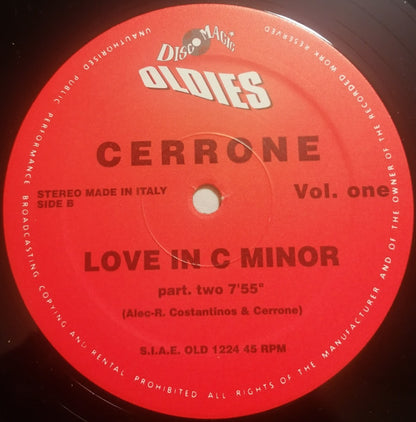 DISCOMAGIC
OLDIES
CERRONE
STEREO MADE IN ITALY
SIDE B
Vol. one
LOVE IN C MINOR
part. two 7'55"
(Alec-R. Costantinos & Cerrone)
S.I.A.E. OLD 1224 45 RPM
UNAUTHORISED PUBLIC PERFORMANCE BROADCASTING COPYING AND RENTAL PROHIBITED ALL RIGHTS OF THE MANUFACTURER AND OF THE OWNER OF THE RECORDED WORK RESERVED